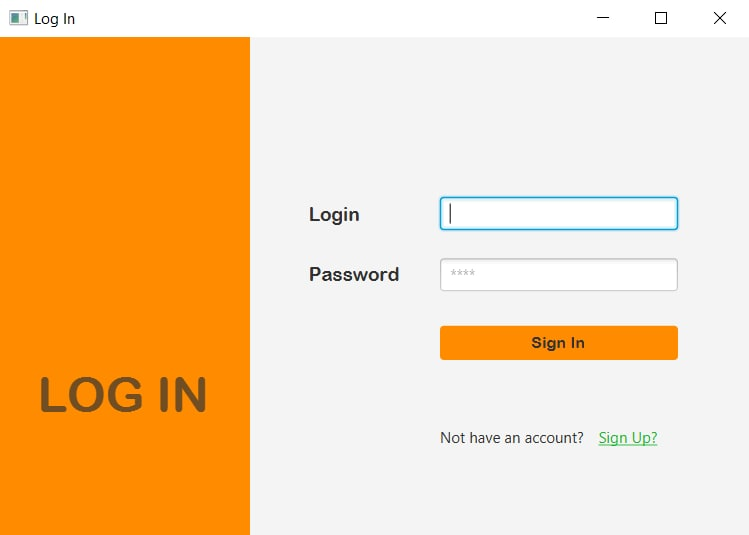 Log In
Login
Password
****
Sign In
LOG IN
Not have an account? Sign Up?